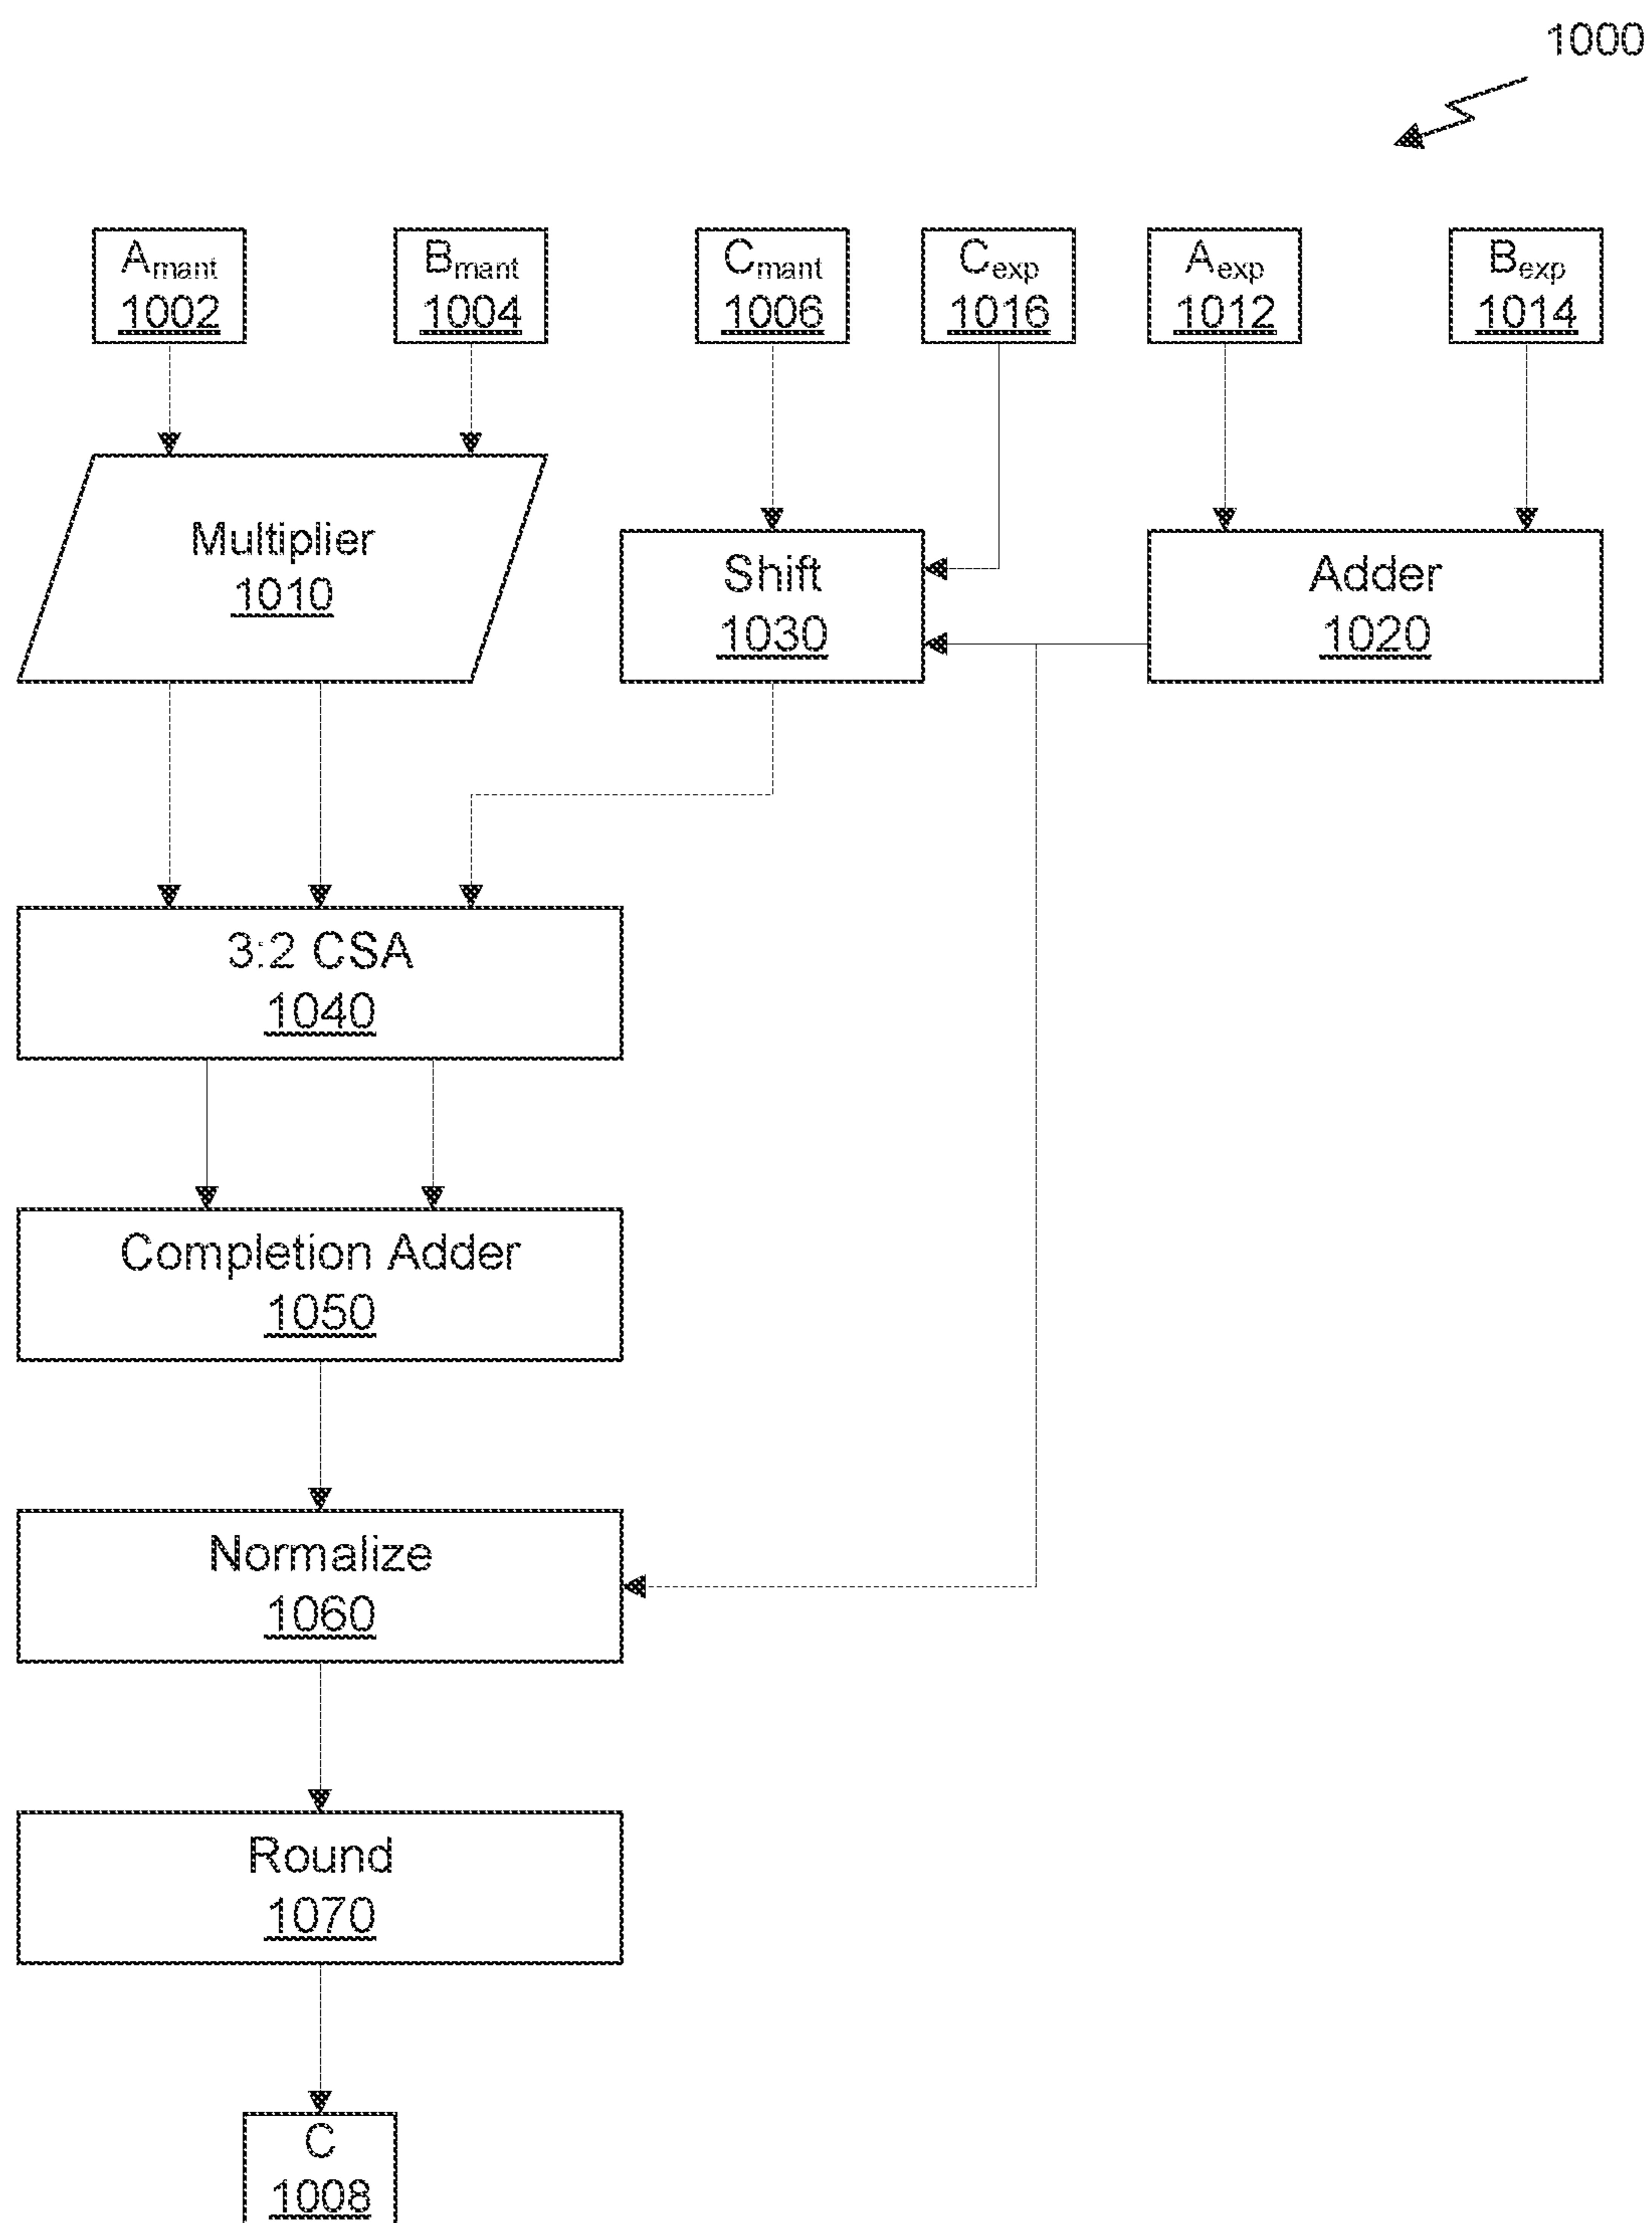 1000
Amant
1002
Bmant
1004
Cmant
1006
Cexp
1016
Aexp
1012
Bexp
1014
Multiplier
1010
Shift
1030
Adder
1020
3:2 CSA
1040
Completion Adder
1050
Normalize
1060
Round
1070
C
1008